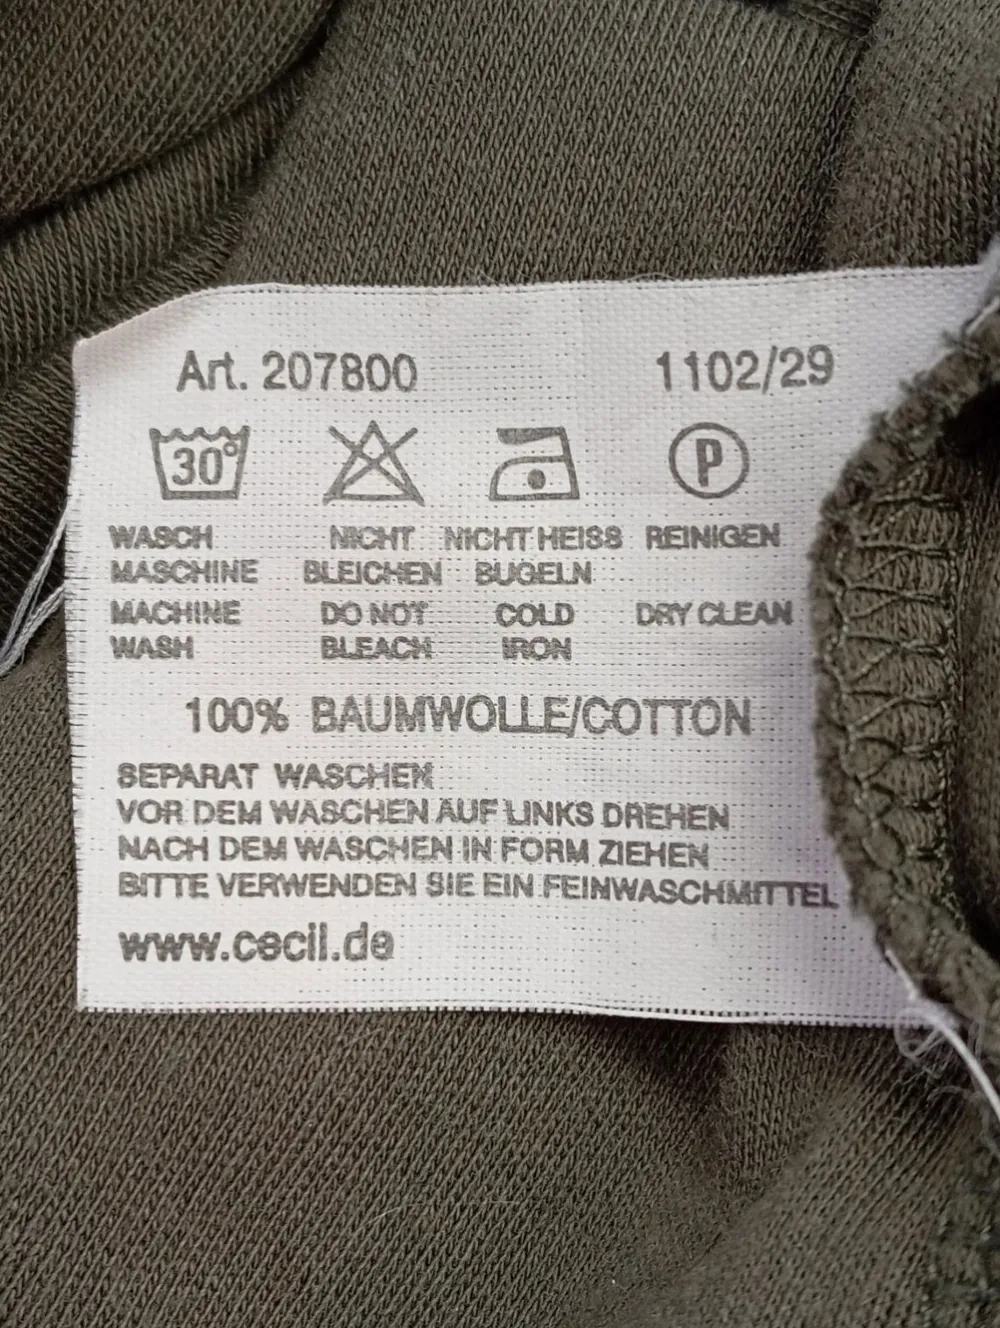 Art. 207800 1102/29
30° P
WASCH NICHT NICHT HEISS REINIGEN
MASCHINE BLEICHEN BUGELN
MACHINE DO NOT COLD DRY CLEAN
WASH BLEACH IRON
100% BAUMWOLLE/COTTON
SEPARAT WASCHEN
VOR DEM WASCHEN AUF LINKS DREHEN
NACH DEM WASCHEN IN FORM ZIEHEN
BITTE VERWENDEN SIE EIN FEINWASCHMITTEL
www.cecil.de